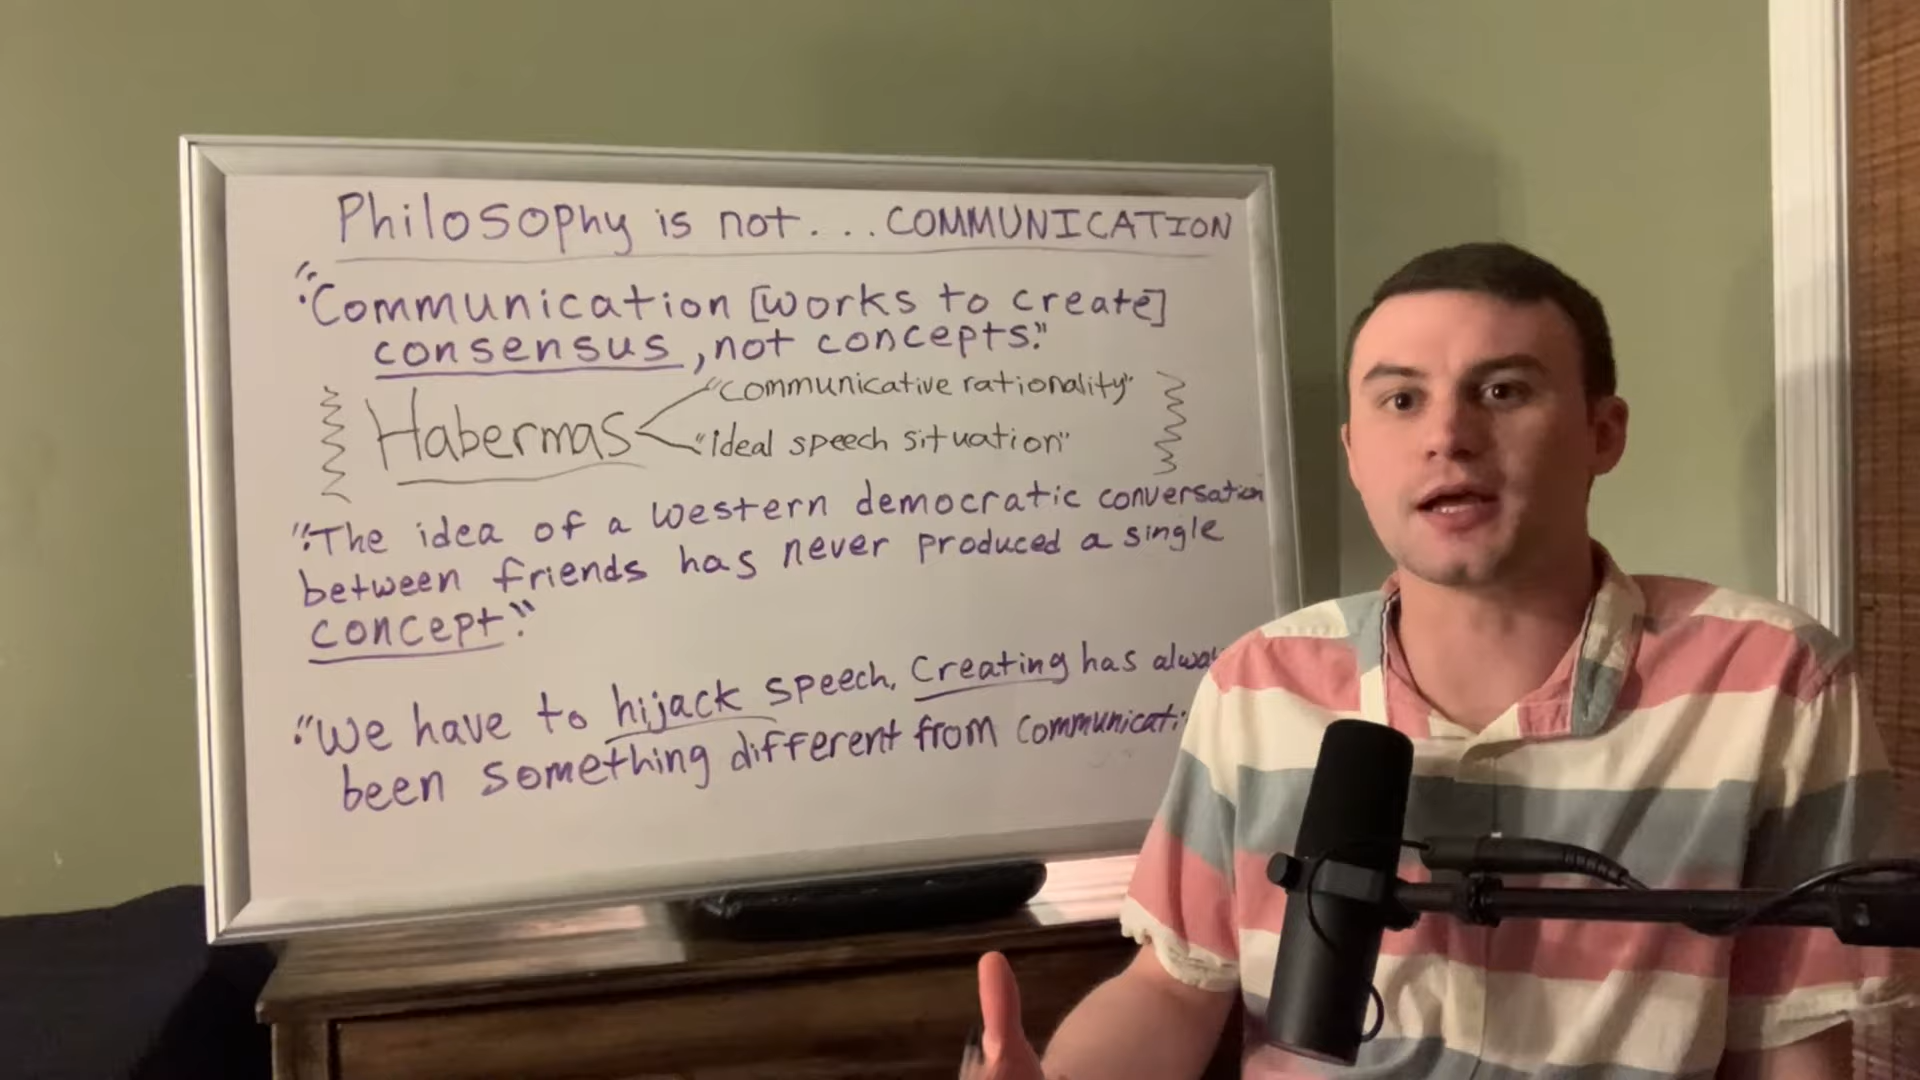 Philosophy is not... COMMUNICATION
"Communication [works to create]
consensus, not concepts."
Habermas
"communicative rationality"
"Ideal speech situation"
"The idea of a western democratic conversation
between friends has never produced a single
concept."
"We have to hijack speech. Creating has
been something different from